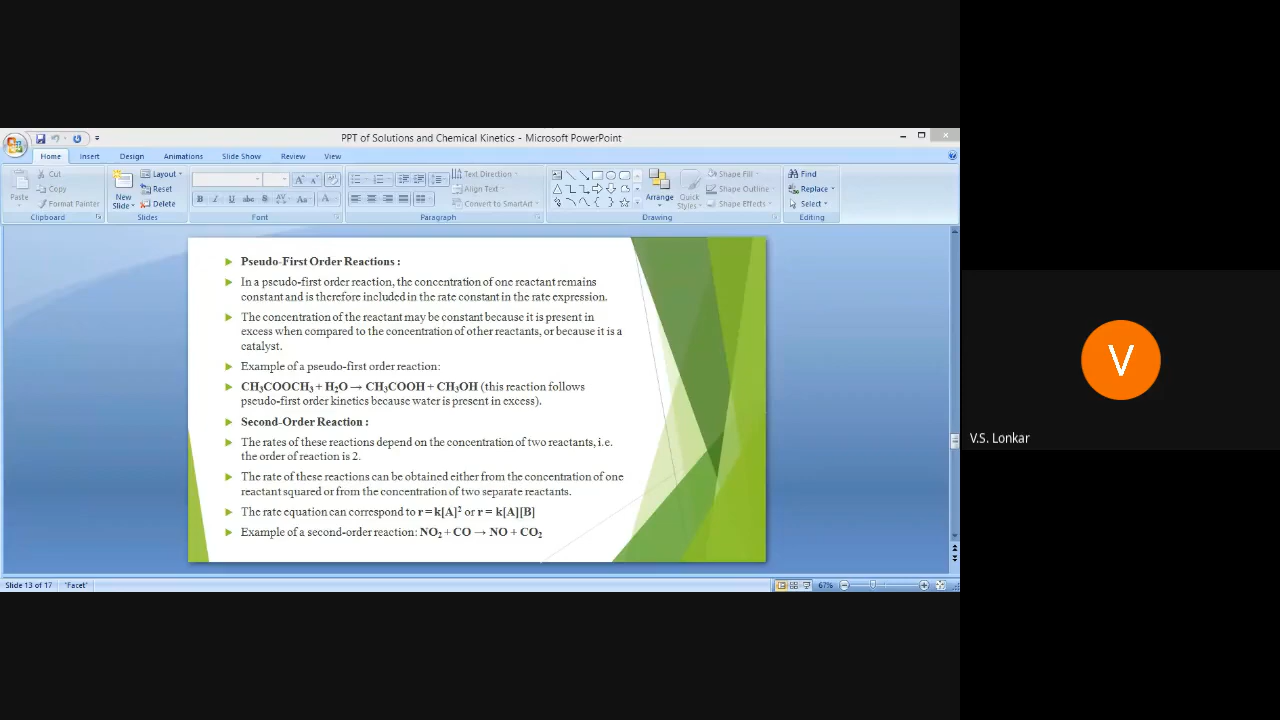 PPT of Solutions and Chemical Kinetics - Microsoft PowerPoint
Home Insert Design Animations Slide Show Review View
Cut
Copy
Format Painter
Paste
Clipboard
New
Slide
Layout
Reset
Delete
Slides
Font
Paragraph
Text Direction
Align Text
Convert to SmartArt
Arrange
Quick
Styles
Shape Fill
Shape Outline
Shape Effects
Drawing
Find
Replace
Select
Editing
Pseudo-First Order Reactions :
In a pseudo-first order reaction, the concentration of one reactant remains
constant and is therefore included in the rate constant in the rate expression.
The concentration of the reactant may be constant because it is present in
excess when compared to the concentration of other reactants, or because it is a
catalyst.
Example of a pseudo-first order reaction:
CH₃COOCH₃ + H₂O → CH₃COOH + CH₃OH (this reaction follows
pseudo-first order kinetics because water is present in excess).
Second-Order Reaction :
The rates of these reactions depend on the concentration of two reactants, i.e.
the order of reaction is 2.
The rate of these reactions can be obtained either from the concentration of one
reactant squared or from the concentration of two separate reactants.
The rate equation can correspond to r = k[A]² or r = k[A][B]
Example of a second-order reaction: NO₂ + CO → NO + CO₂
Slide 13 of 17 "Facet" 67%
V
V.S. Lonkar